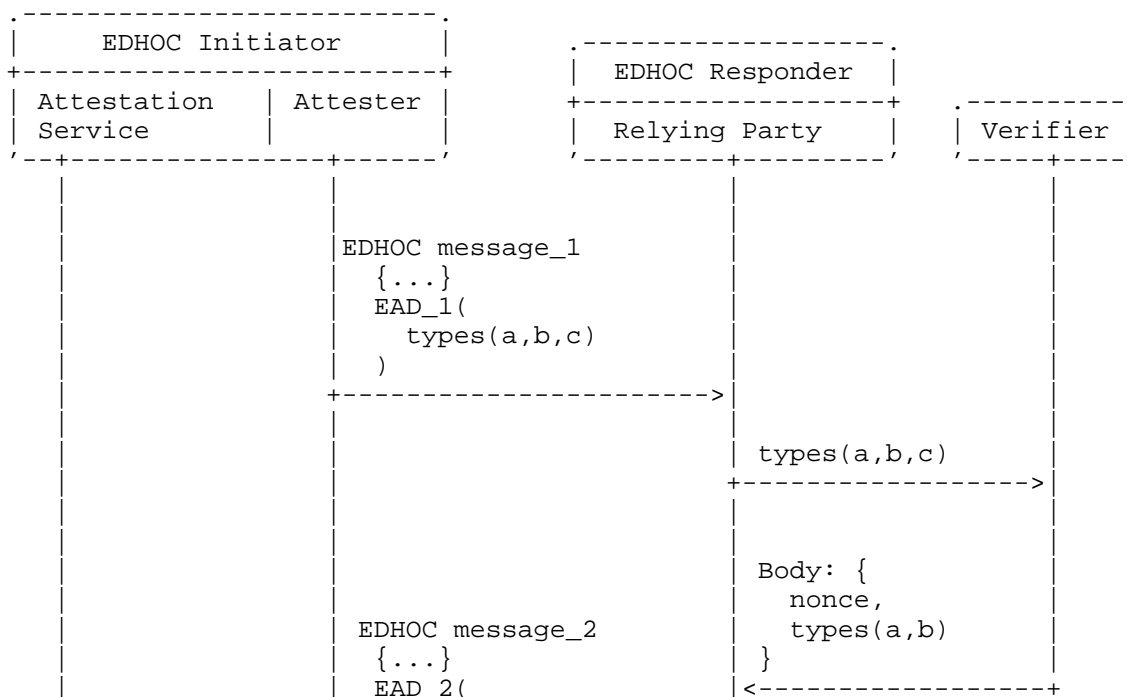 EDHOC Initiator
EDHOC Responder
Attestation Service
Attester
Relying Party
Verifier
EDHOC message_1
{...}
EAD_1(
types(a,b,c)
)
types(a,b,c)
Body: {
nonce,
types(a,b)
}
EDHOC message_2
{...}
EAD_2(